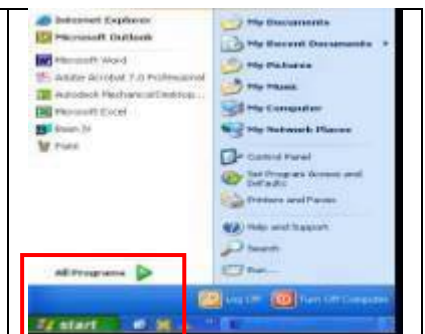 Internet Explorer
Microsoft Outlook
Microsoft Word
Adobe Acrobat 7.0 Professional
Autodesk Mechanical Desktop...
Microsoft Excel
Paint
All Programs
My Documents
My Recent Documents
My Pictures
My Music
My Computer
My Network Places
Control Panel
Set Program Access and
Defaults
Printers and Faxes
Help and Support
Search
Run...
Log Off
Turn Off Computer
start